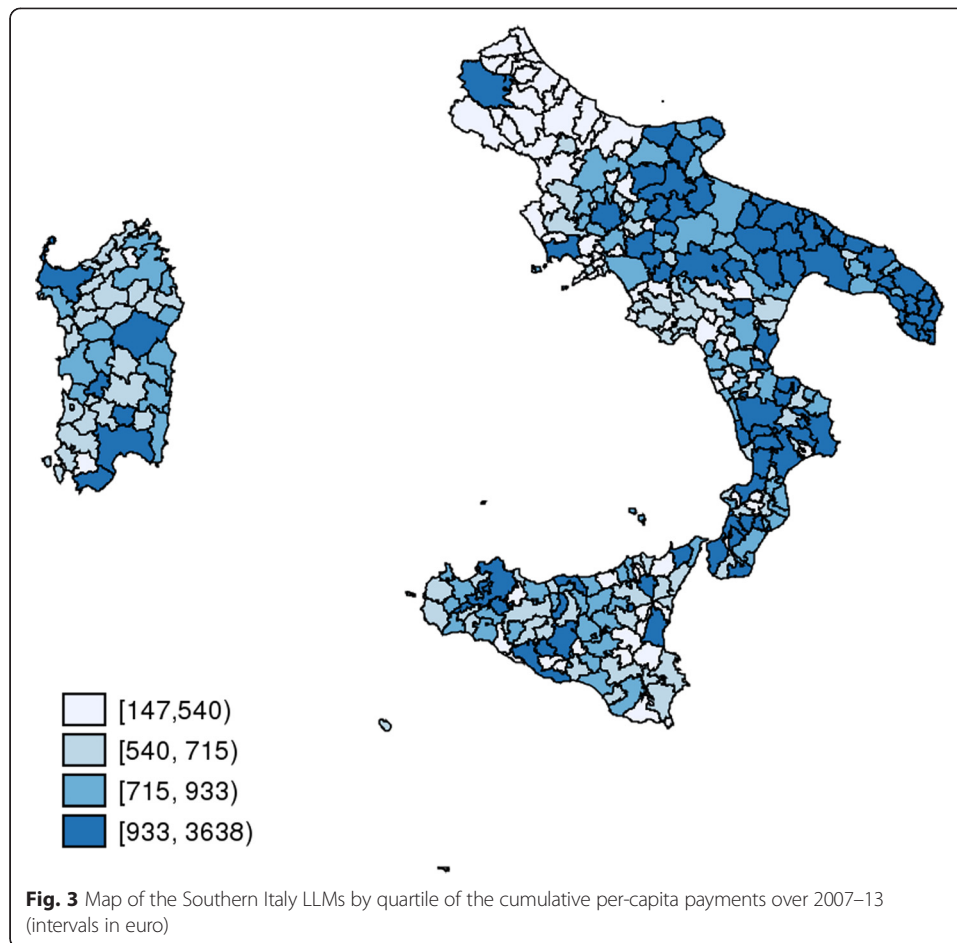 [147,540)
[540, 715)
[715, 933)
[933, 3638)
Fig. 3 Map of the Southern Italy LLMs by quartile of the cumulative per-capita payments over 2007–13
(intervals in euro)